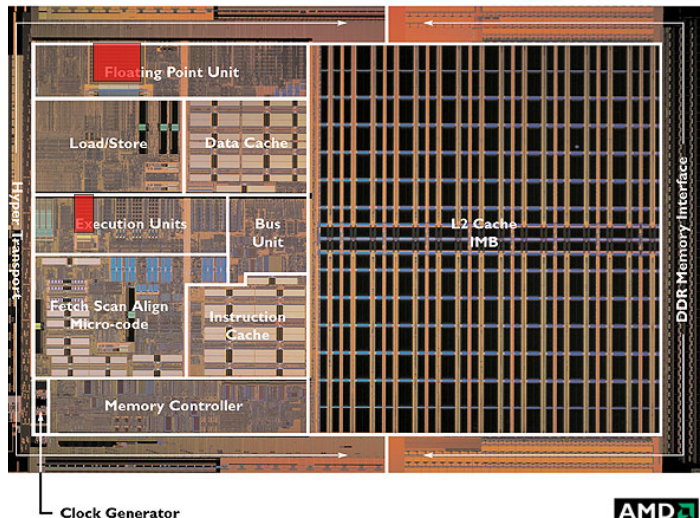 Floating Point Unit
Load/Store
Data Cache
Hyper Transport
Execution Units
Bus
Unit
L2 Cache
IMB
DDR Memory Interface
Fetch Scan Align
Micro-code
Instruction
Cache
Memory Controller
Clock Generator
AMD